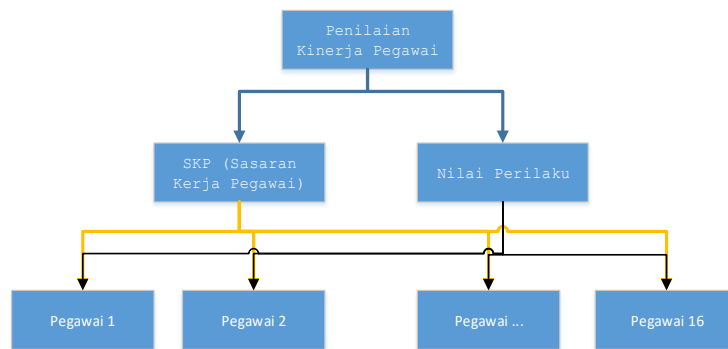 Penilaian
Kinerja Pegawai
SKP (Sasaran
Kerja Pegawai)
Nilai Perilaku
Pegawai 1
Pegawai 2
Pegawai ...
Pegawai 16